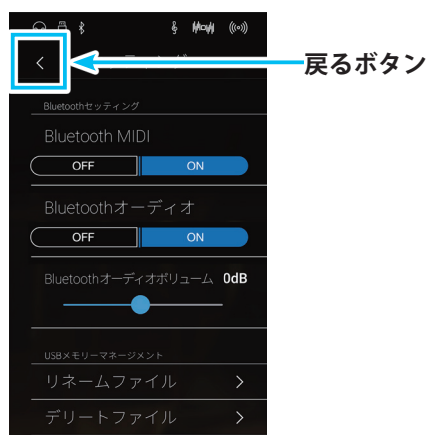 戻るボタン
Bluetoothセッティング
Bluetooth MIDI
OFF ON
Bluetoothオーディオ
OFF ON
Bluetoothオーディオボリューム 0dB
USBメモリーマネージメント
リネームファイル
デリートファイル